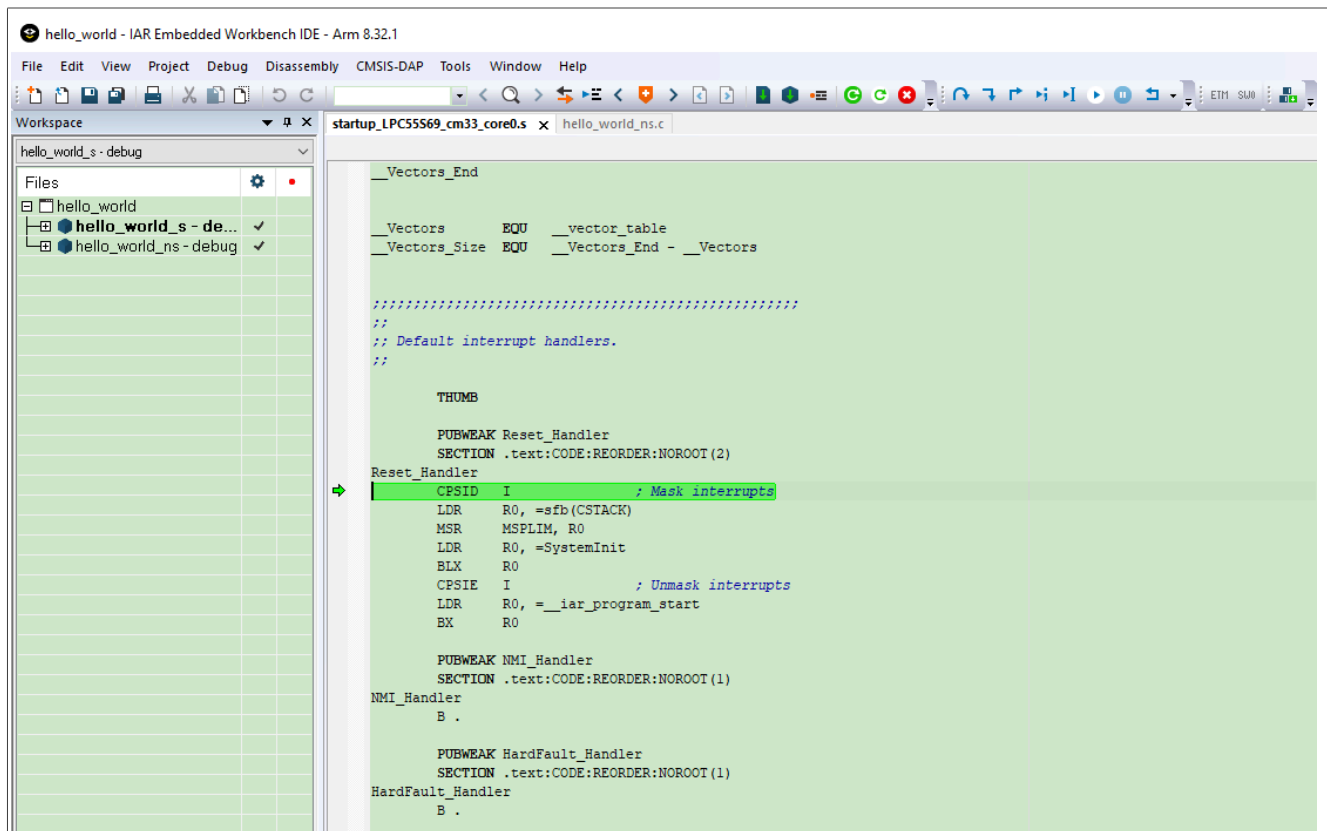 hello_world - IAR Embedded Workbench IDE - Arm 8.32.1
File Edit View Project Debug Disassembly CMSIS-DAP Tools Window Help
ETM SWO
Workspace
startup_LPC55S69_cm33_core0.s x hello_world_ns.c
hello_world_s - debug
Files
hello_world
hello_world_s - de...
hello_world_ns - debug
__Vectors_End
__Vectors EQU __vector_table
__Vectors_Size EQU __Vectors_End - __Vectors
;;;;;;;;;;;;;;;;;;;;;;;;;;;;;;;;;;;;;;;;;;;;;;;;;;;;
;;
;; Default interrupt handlers.
;;
THUMB
PUBWEAK Reset_Handler
SECTION .text:CODE:REORDER:NOROOT(2)
Reset_Handler
CPSID I ; Mask interrupts
LDR R0, =sfb(CSTACK)
MSR MSPLIM, R0
LDR R0, =SystemInit
BLX R0
CPSIE I ; Unmask interrupts
LDR R0, =__iar_program_start
BX R0
PUBWEAK NMI_Handler
SECTION .text:CODE:REORDER:NOROOT(1)
NMI_Handler
B .
PUBWEAK HardFault_Handler
SECTION .text:CODE:REORDER:NOROOT(1)
HardFault_Handler
B .